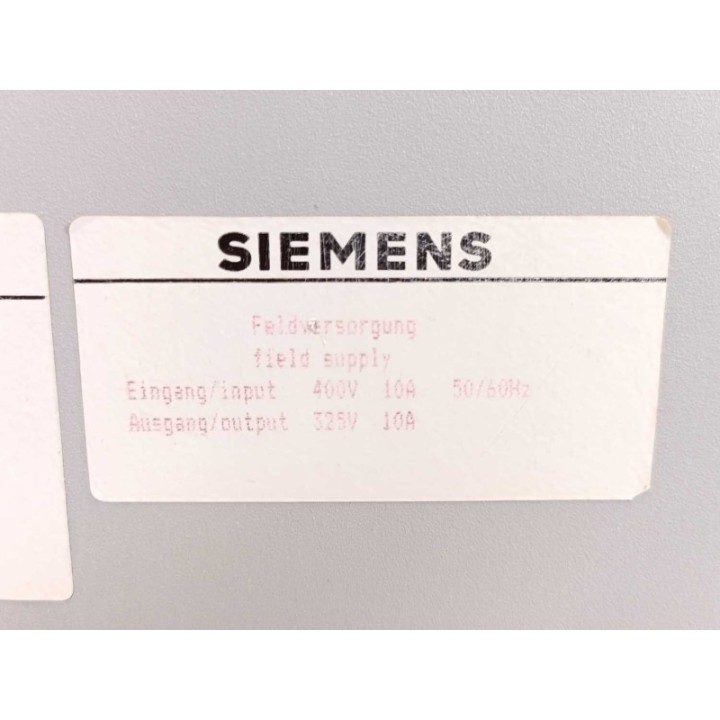 SIEMENS
Feldversorgung
field supply
Eingang/input 400V 10A 50/60Hz
Ausgang/output 325V 10A